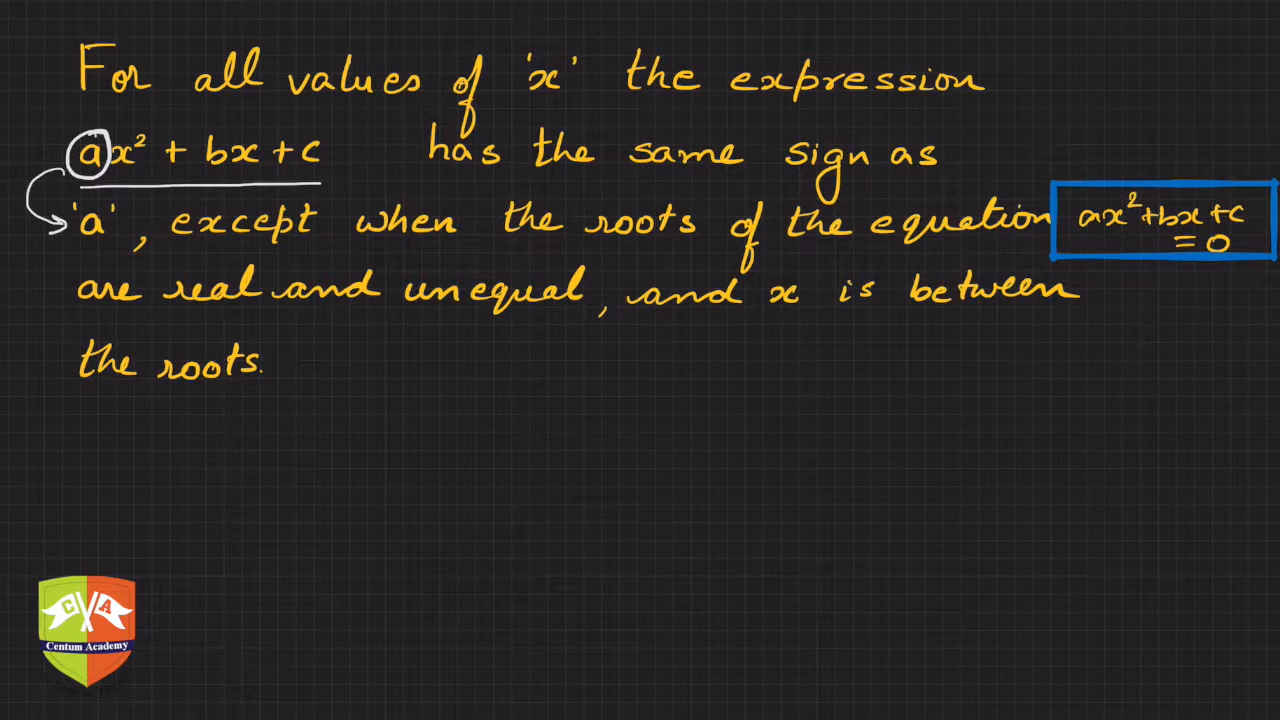 For all values of 'x' the expression
ax² + bx + c has the same sign as
'a', except when the roots of the equation ax² + bx + c
= 0
are real and unequal, and x is between
the roots.
C A
Centum Academy